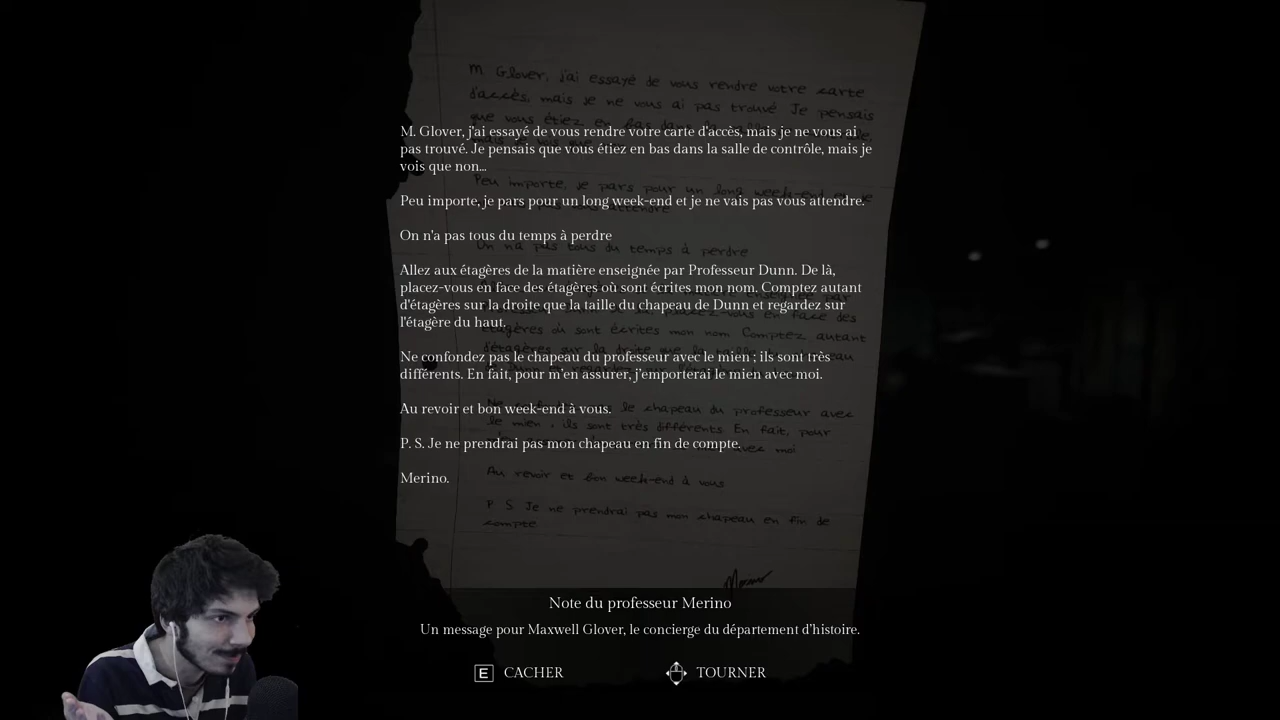 M. Glover, j'ai essayé de vous rendre votre carte d'accès, mais je ne vous ai
pas trouvé. Je pensais que vous étiez en bas dans la salle de contrôle, mais je
vois que non...
Peu importe, je pars pour un long week-end et je ne vais pas vous attendre.
On n'a pas tous du temps à perdre
Allez aux étagères de la matière enseignée par Professeur Dunn. De là,
placez-vous en face des étagères où sont écrites mon nom. Comptez autant
d'étagères sur la droite que la taille du chapeau de Dunn et regardez sur
l'étagère du haut.
Ne confondez pas le chapeau du professeur avec le mien ; ils sont très
différents. En fait, pour m'en assurer, j'emporterai le mien avec moi.
Au revoir et bon week-end à vous.
P. S. Je ne prendrai pas mon chapeau en fin de compte.
Merino.
Note du professeur Merino
Un message pour Maxwell Glover, le concierge du département d'histoire.
E CACHER TOURNER